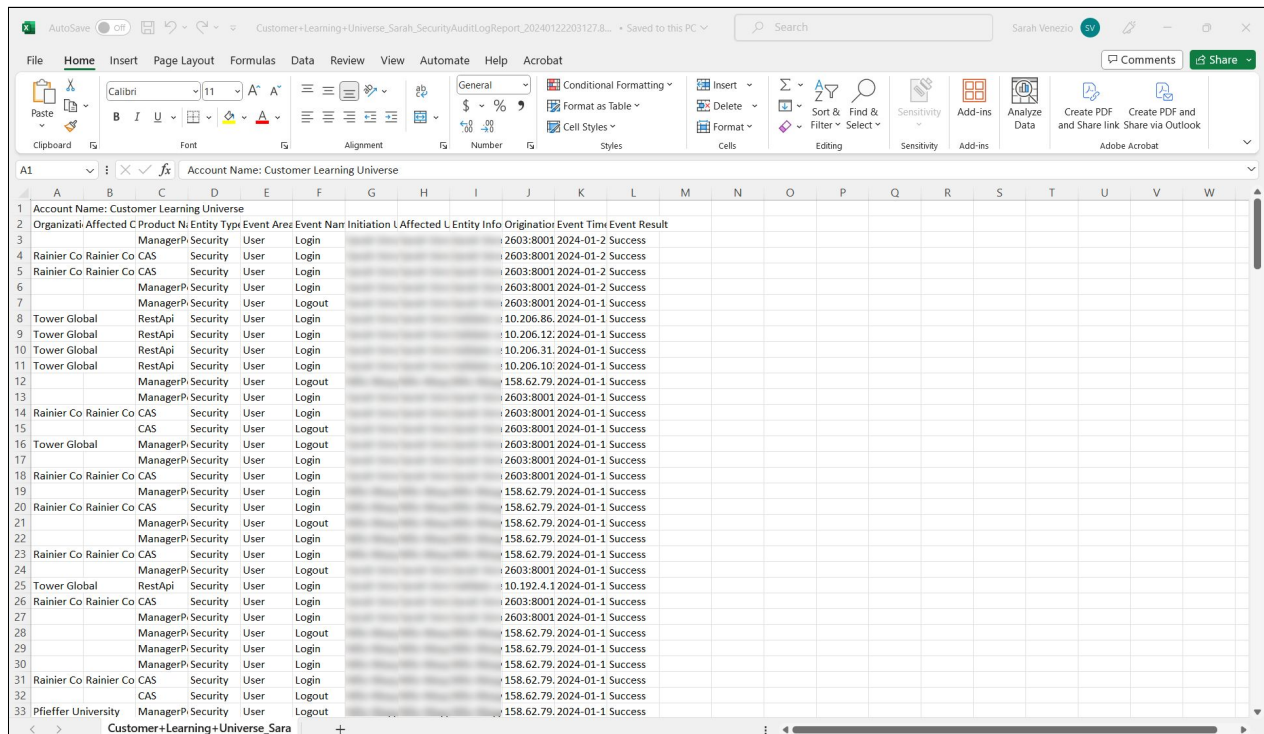 AutoSave Off Customer+Learning+Universe_Sarah_SecurityAuditLogReport_20240122203127.8... • Saved to this PC Search Sarah Venezio SV
File Home Insert Page Layout Formulas Data Review View Automate Help Acrobat Comments Share
Calibri 11 A A General Conditional Formatting Insert Σ
Paste B I U A ab $ % Format as Table Delete Sort & Filter Find & Select Sensitivity Add-ins Analyze Data Create PDF and Share link Create PDF and Share via Outlook
Cell Styles Format
Clipboard Font Alignment Number Styles Cells Editing Sensitivity Add-ins Adobe Acrobat
A1 fx Account Name: Customer Learning Universe
A B C D E F G H I J K L M N O P Q R S T U V W
1 Account Name: Customer Learning Universe
2 Organizati Affected C Product Na Entity Type Event Area Event Nam Initiation U Affected U Entity Info Origination Event Time Event Result
3 ManagerP Security User Login 2603:8001 2024-01-2 Success
4 Rainier Co Rainier Co CAS Security User Login 2603:8001 2024-01-2 Success
5 Rainier Co Rainier Co CAS Security User Login 2603:8001 2024-01-2 Success
6 ManagerP Security User Login 2603:8001 2024-01-2 Success
7 ManagerP Security User Logout 2603:8001 2024-01-1 Success
8 Tower Global RestApi Security User Login 10.206.86. 2024-01-1 Success
9 Tower Global RestApi Security User Login 10.206.12 2024-01-1 Success
10 Tower Global RestApi Security User Login 10.206.31. 2024-01-1 Success
11 Tower Global RestApi Security User Login 10.206.10 2024-01-1 Success
12 ManagerP Security User Logout 158.62.79. 2024-01-1 Success
13 ManagerP Security User Login 2603:8001 2024-01-1 Success
14 Rainier Co Rainier Co CAS Security User Login 2603:8001 2024-01-1 Success
15 CAS Security User Logout 2603:8001 2024-01-1 Success
16 Tower Global ManagerP Security User Logout 2603:8001 2024-01-1 Success
17 ManagerP Security User Login 2603:8001 2024-01-1 Success
18 Rainier Co Rainier Co CAS Security User Login 2603:8001 2024-01-1 Success
19 ManagerP Security User Login 158.62.79. 2024-01-1 Success
20 Rainier Co Rainier Co CAS Security User Login 158.62.79. 2024-01-1 Success
21 ManagerP Security User Logout 158.62.79. 2024-01-1 Success
22 ManagerP Security User Login 158.62.79. 2024-01-1 Success
23 Rainier Co Rainier Co CAS Security User Login 158.62.79. 2024-01-1 Success
24 ManagerP Security User Logout 2603:8001 2024-01-1 Success
25 Tower Global RestApi Security User Login 10.192.4.1 2024-01-1 Success
26 Rainier Co Rainier Co CAS Security User Login 2603:8001 2024-01-1 Success
27 ManagerP Security User Login 2603:8001 2024-01-1 Success
28 ManagerP Security User Logout 158.62.79. 2024-01-1 Success
29 ManagerP Security User Login 158.62.79. 2024-01-1 Success
30 ManagerP Security User Login 158.62.79. 2024-01-1 Success
31 Rainier Co Rainier Co CAS Security User Login 158.62.79. 2024-01-1 Success
32 CAS Security User Logout 158.62.79. 2024-01-1 Success
33 Pfieffer University ManagerP Security User Logout 158.62.79. 2024-01-1 Success
Customer+Learning+Universe_Sara +